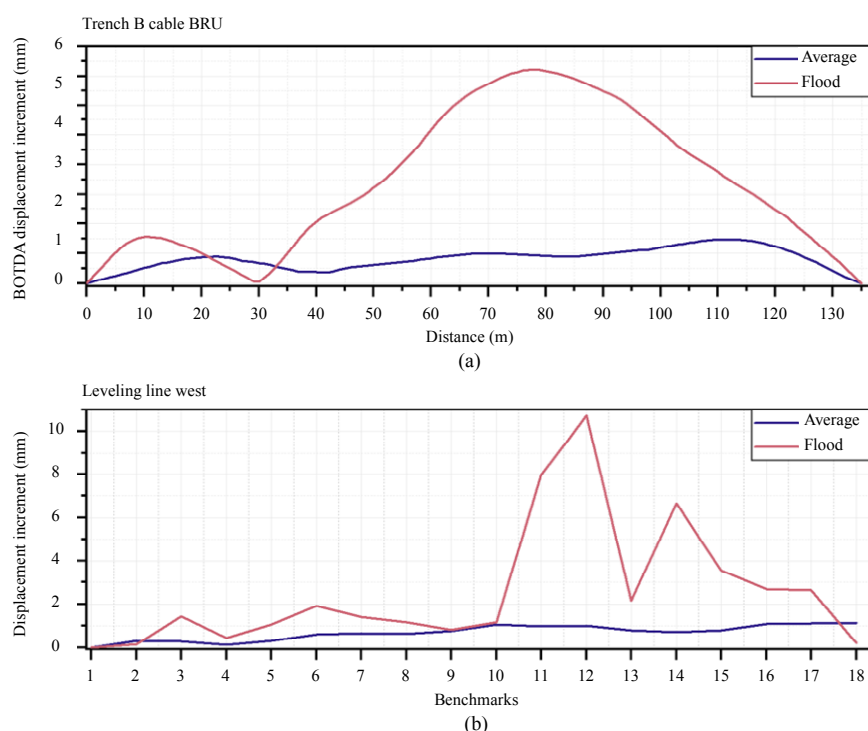 Trench B cable BRU
BOTDA displacement increment (mm)
6
5
4
3
2
1
0
Average
Flood
0 10 20 30 40 50 60 70 80 90 100 110 120 130
Distance (m)
(a)
Leveling line west
Displacement increment (mm)
10
8
6
4
2
0
Average
Flood
1 2 3 4 5 6 7 8 9 10 11 12 13 14 15 16 17 18
Benchmarks
(b)